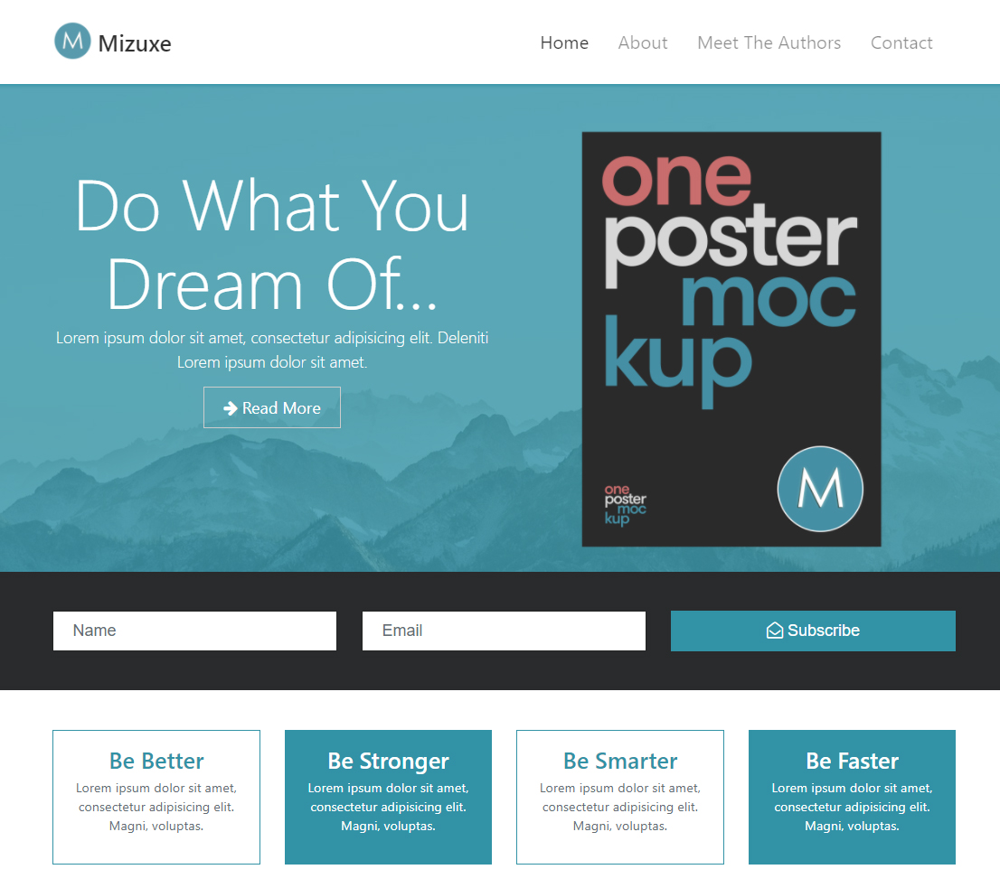 M Mizuxe
Home About Meet The Authors Contact
Do What You
Dream Of...
Lorem ipsum dolor sit amet, consectetur adipisicing elit. Deleniti
Lorem ipsum dolor sit amet.
Read More
one
poster
moc
kup
one
poster
moc
kup
M
Name
Email
Subscribe
Be Better
Lorem ipsum dolor sit amet,
consectetur adipisicing elit.
Magni, voluptas.
Be Stronger
Lorem ipsum dolor sit amet,
consectetur adipisicing elit.
Magni, voluptas.
Be Smarter
Lorem ipsum dolor sit amet,
consectetur adipisicing elit.
Magni, voluptas.
Be Faster
Lorem ipsum dolor sit amet,
consectetur adipisicing elit.
Magni, voluptas.